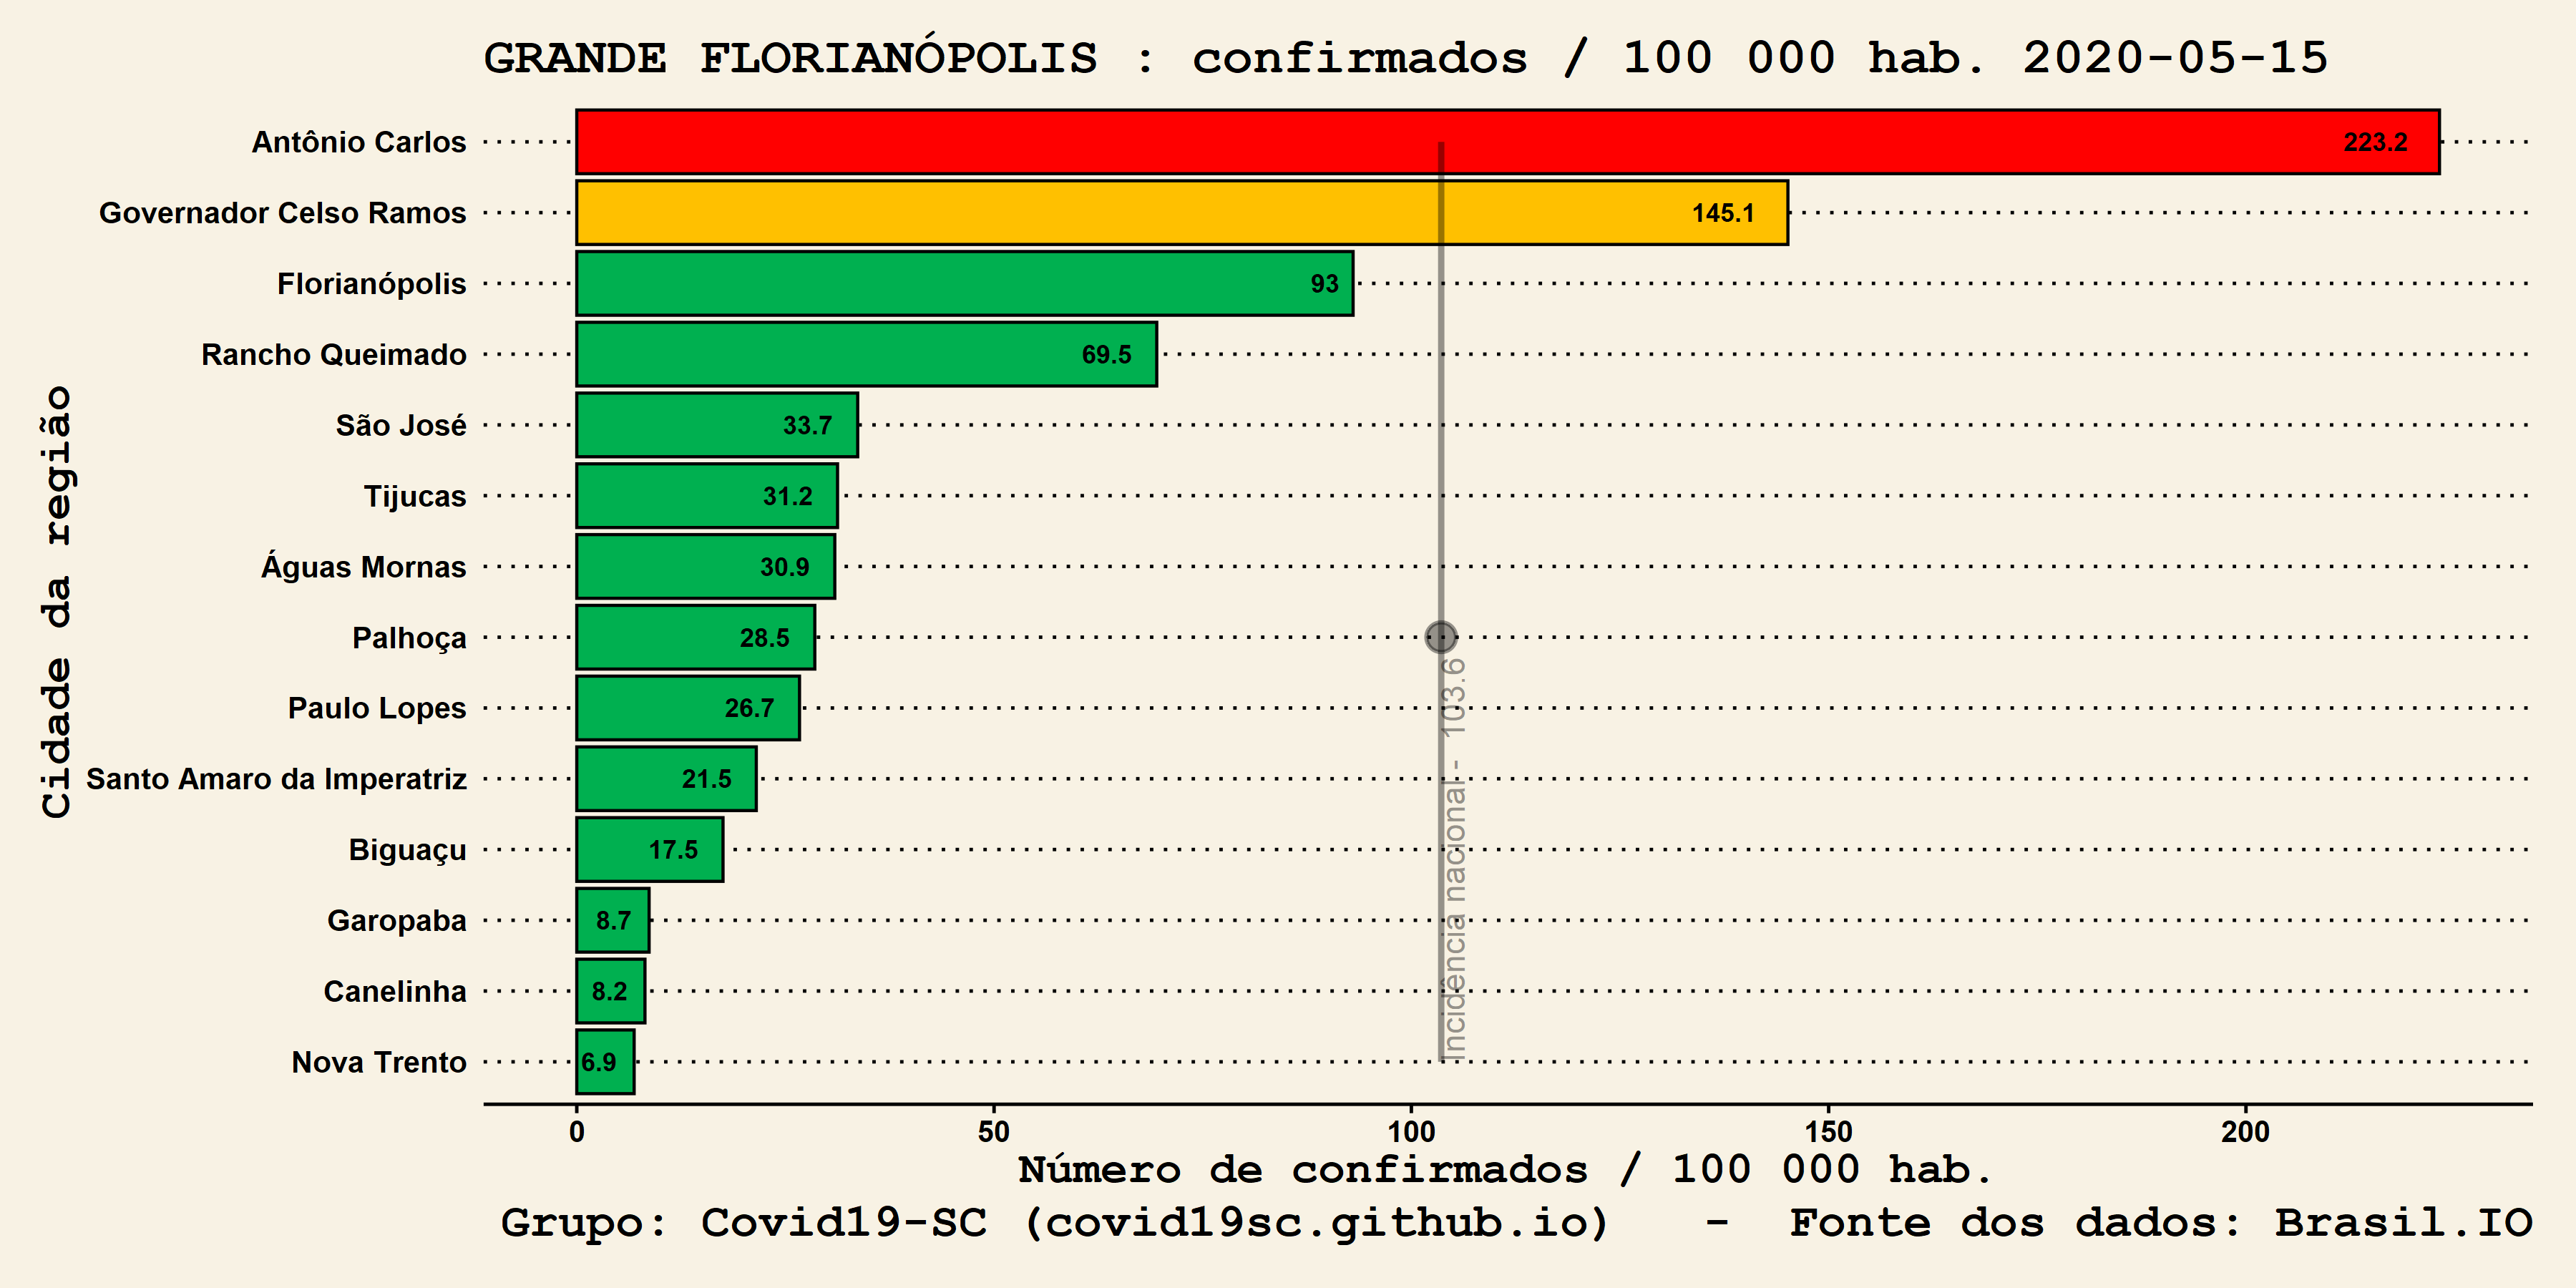 GRANDE FLORIANÓPOLIS : confirmados / 100 000 hab. 2020-05-15
Cidade da região
Antônio Carlos 223.2
Governador Celso Ramos 145.1
Florianópolis 93
Rancho Queimado 69.5
São José 33.7
Tijucas 31.2
Águas Mornas 30.9
Palhoça 28.5
Paulo Lopes 26.7
Santo Amaro da Imperatriz 21.5
Biguaçu 17.5
Garopaba 8.7
Canelinha 8.2
Nova Trento 6.9
Incidência nacional - 103.6
0 50 100 150 200
Número de confirmados / 100 000 hab.
Grupo: Covid19-SC (covid19sc.github.io) - Fonte dos dados: Brasil.IO